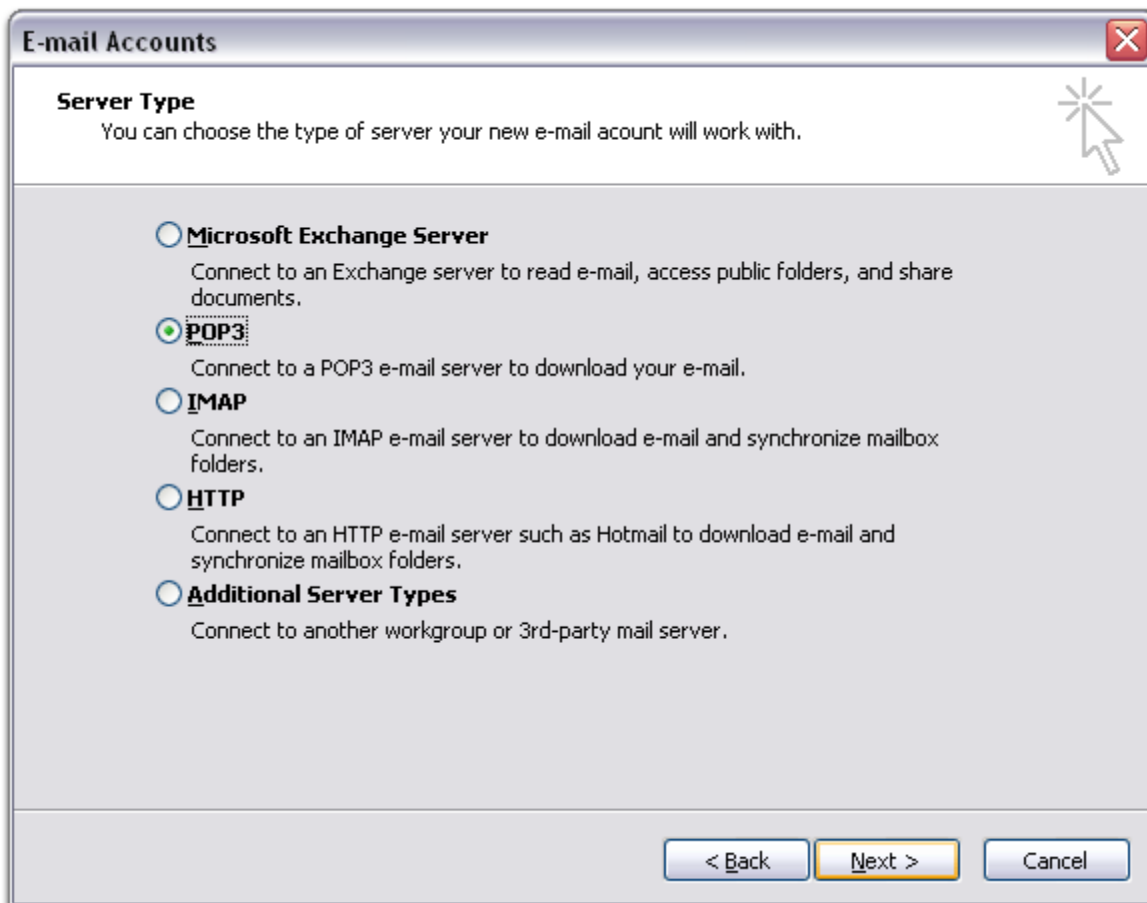 E-mail Accounts
Server Type
You can choose the type of server your new e-mail acount will work with.
Microsoft Exchange Server
Connect to an Exchange server to read e-mail, access public folders, and share
documents.
POP3
Connect to a POP3 e-mail server to download your e-mail.
IMAP
Connect to an IMAP e-mail server to download e-mail and synchronize mailbox
folders.
HTTP
Connect to an HTTP e-mail server such as Hotmail to download e-mail and
synchronize mailbox folders.
Additional Server Types
Connect to another workgroup or 3rd-party mail server.
< Back Next > Cancel